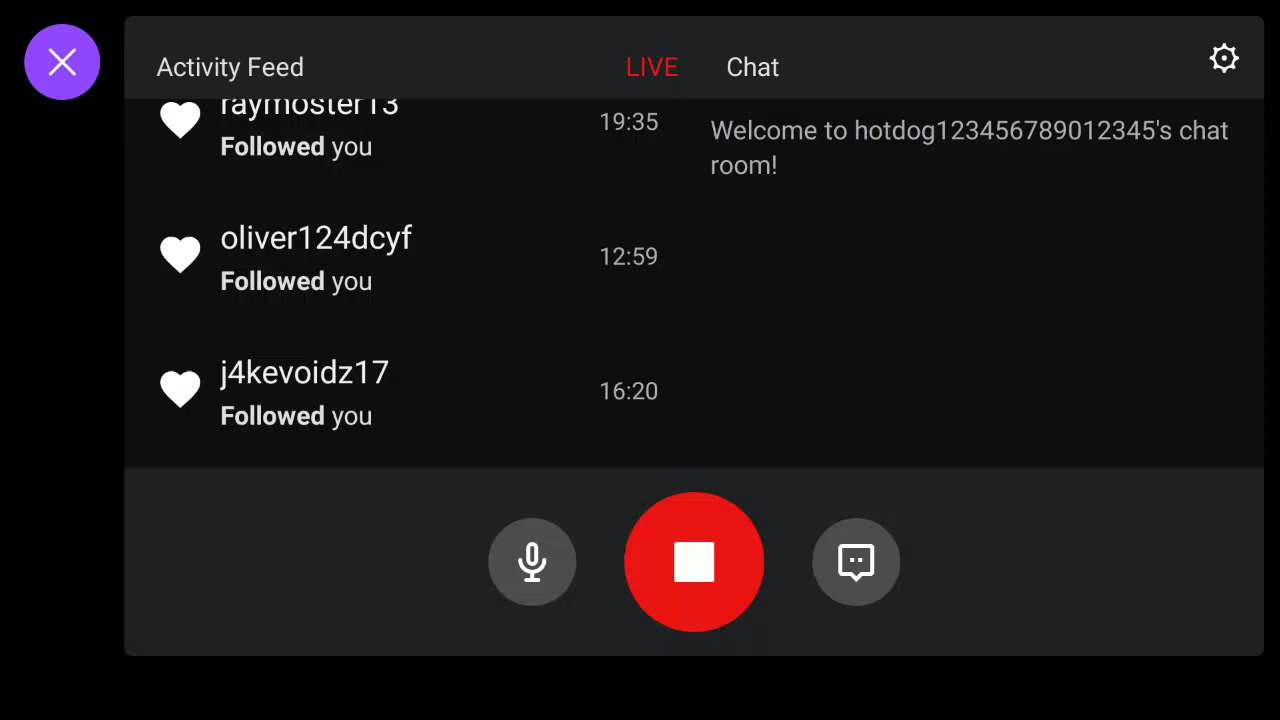 Activity Feed
LIVE
Chat
raymoster13
Followed you
19:35
oliver124dcyf
Followed you
12:59
j4kevoidz17
Followed you
16:20
Welcome to hotdog123456789012345's chat
room!